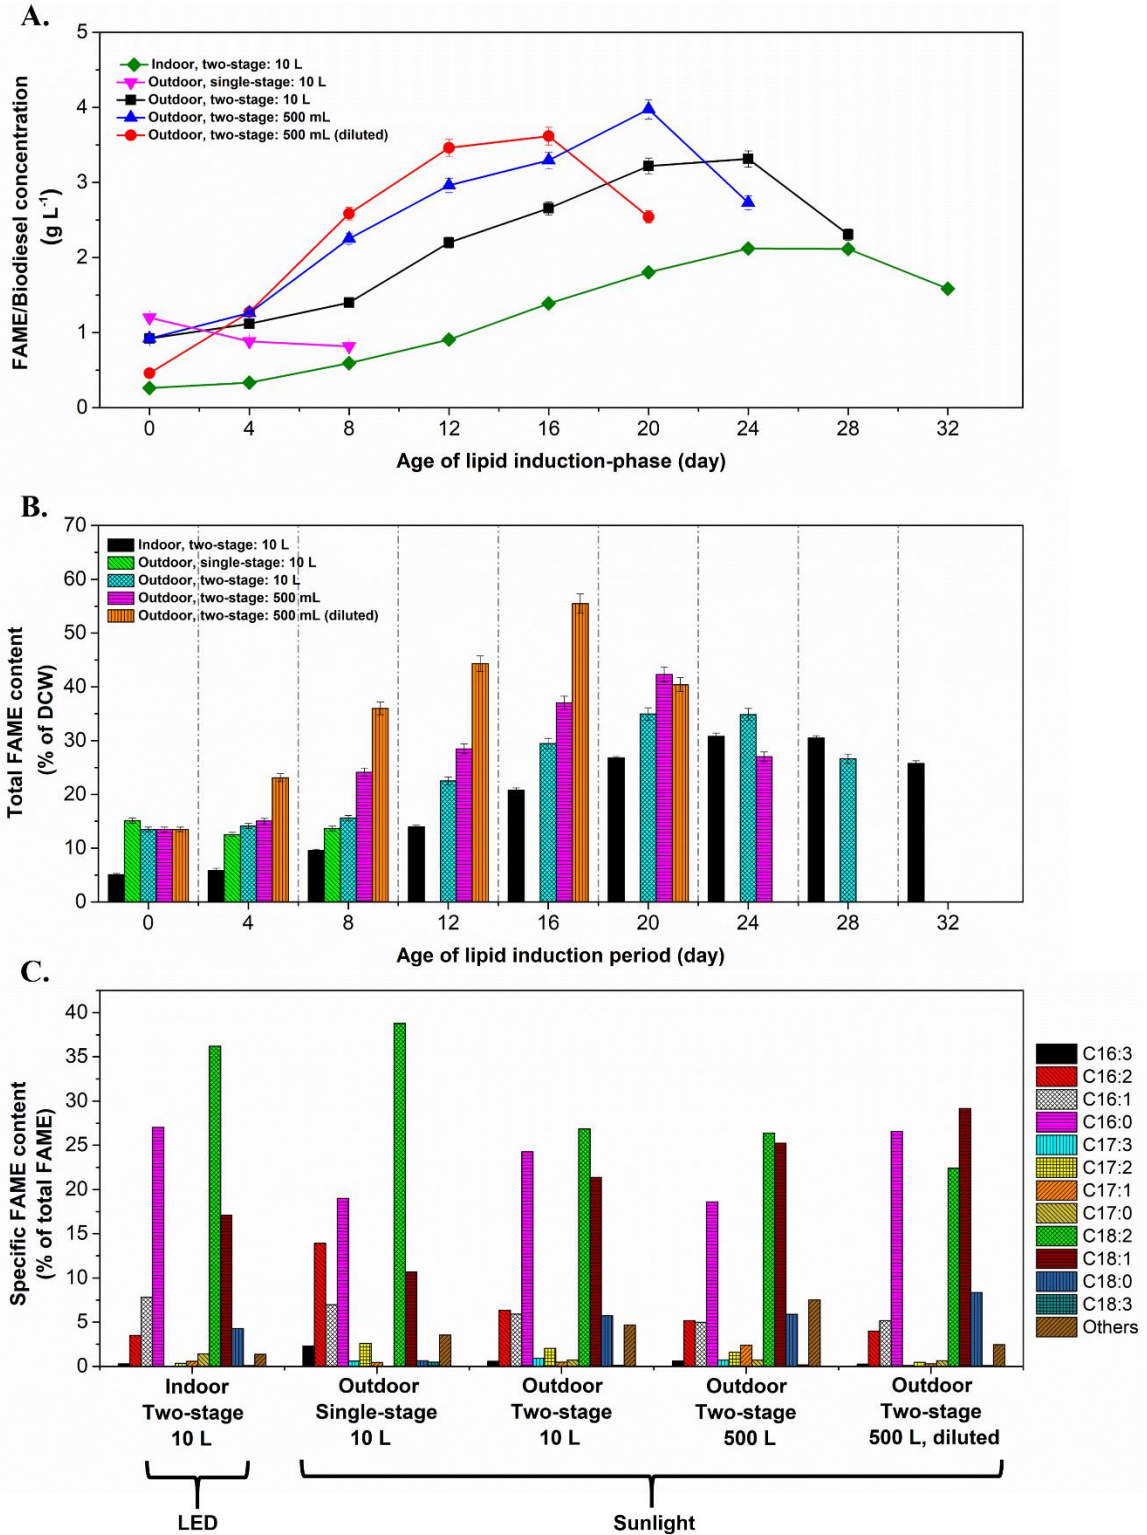 A.
5
4
3
2
1
0
FAME/Biodiesel concentration
(g L-1)
Indoor, two-stage: 10 L
Outdoor, single-stage: 10 L
Outdoor, two-stage: 10 L
Outdoor, two-stage: 500 mL
Outdoor, two-stage: 500 mL (diluted)
0 4 8 12 16 20 24 28 32
Age of lipid induction-phase (day)
B.
70
60
50
40
30
20
10
0
Total FAME content
(% of DCW)
Indoor, two-stage: 10 L
Outdoor, single-stage: 10 L
Outdoor, two-stage: 10 L
Outdoor, two-stage: 500 mL
Outdoor, two-stage: 500 mL (diluted)
0 4 8 12 16 20 24 28 32
Age of lipid induction period (day)
C.
40
35
30
25
20
15
10
5
0
Specific FAME content
(% of total FAME)
C16:3
C16:2
C16:1
C16:0
C17:3
C17:2
C17:1
C17:0
C18:2
C18:1
C18:0
C18:3
Others
Indoor
Two-stage
10 L
Outdoor
Single-stage
10 L
Outdoor
Two-stage
10 L
Outdoor
Two-stage
500 L
Outdoor
Two-stage
500 L, diluted
LED
Sunlight